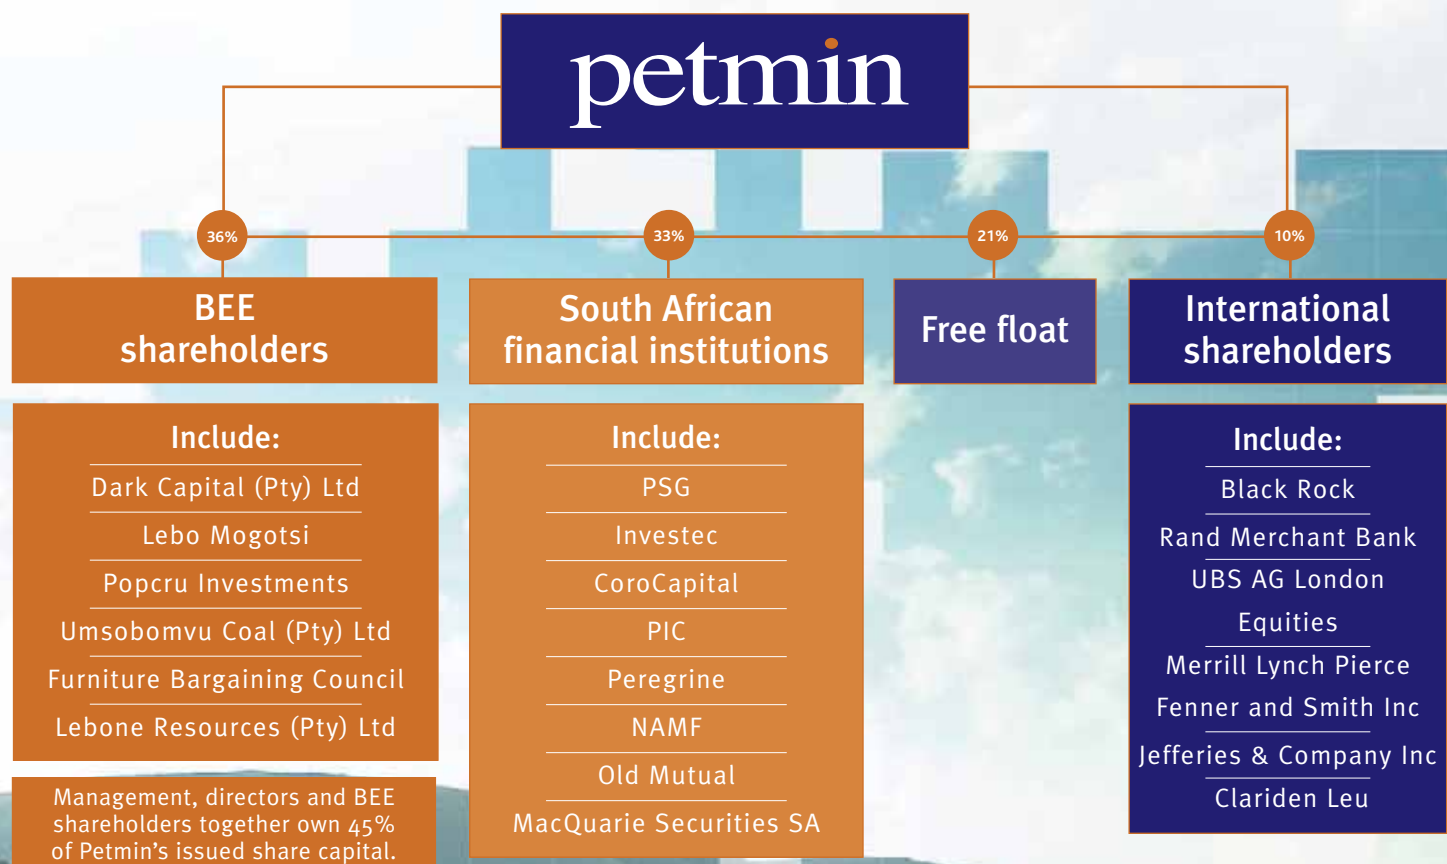 petmin
36%
33%
21%
10%
BEE
shareholders
South African
financial institutions
Free float
International
shareholders
Include:
Dark Capital (Pty) Ltd
Lebo Mogotsi
Popcru Investments
Umsobomvu Coal (Pty) Ltd
Furniture Bargaining Council
Lebone Resources (Pty) Ltd
Management, directors and BEE
shareholders together own 45%
of Petmin's issued share capital.
Include:
PSG
Investec
CoroCapital
PIC
Peregrine
NAMF
Old Mutual
MacQuarie Securities SA
Include:
Black Rock
Rand Merchant Bank
UBS AG London
Equities
Merrill Lynch Pierce
Fenner and Smith Inc
Jefferies & Company Inc
Clariden Leu